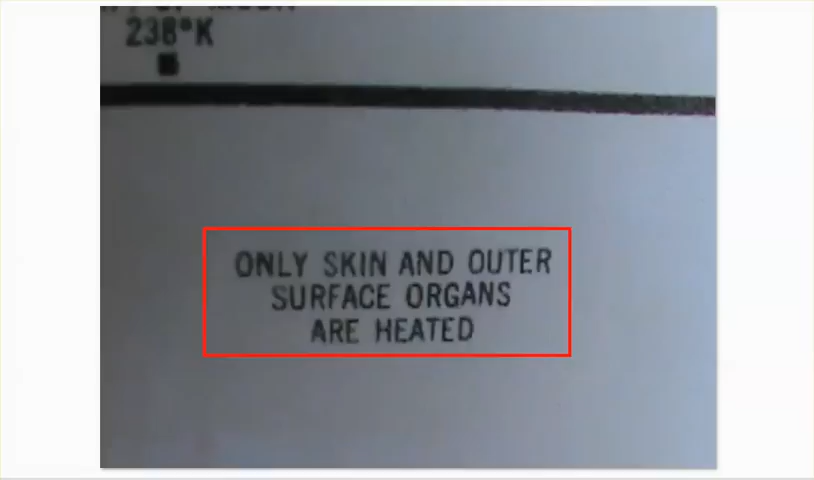 238°K
ONLY SKIN AND OUTER
SURFACE ORGANS
ARE HEATED